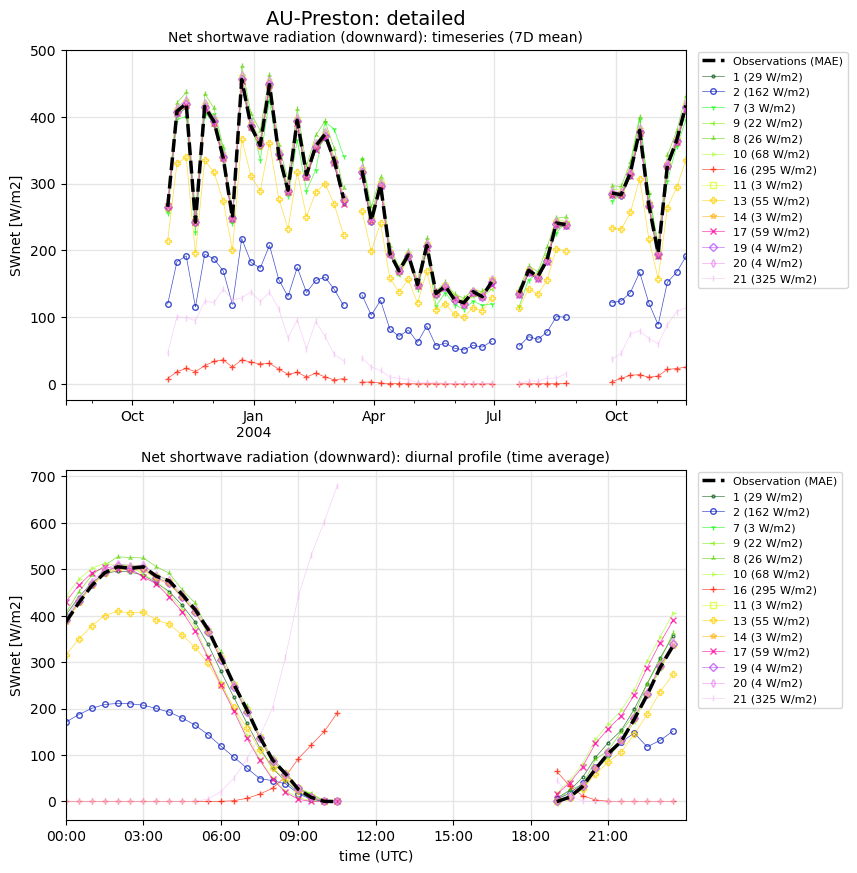 AU-Preston: detailed
Net shortwave radiation (downward): timeseries (7D mean)
SWnet [W/m2]
500
400
300
200
100
0
Oct
Jan
2004
Apr
Jul
Oct
Observations (MAE)
1 (29 W/m2)
2 (162 W/m2)
7 (3 W/m2)
9 (22 W/m2)
8 (26 W/m2)
10 (68 W/m2)
16 (295 W/m2)
11 (3 W/m2)
13 (55 W/m2)
14 (3 W/m2)
17 (59 W/m2)
19 (4 W/m2)
20 (4 W/m2)
21 (325 W/m2)
Net shortwave radiation (downward): diurnal profile (time average)
SWnet [W/m2]
700
600
500
400
300
200
100
0
00:00
03:00
06:00
09:00
12:00
15:00
18:00
21:00
time (UTC)
Observation (MAE)
1 (29 W/m2)
2 (162 W/m2)
7 (3 W/m2)
9 (22 W/m2)
8 (26 W/m2)
10 (68 W/m2)
16 (295 W/m2)
11 (3 W/m2)
13 (55 W/m2)
14 (3 W/m2)
17 (59 W/m2)
19 (4 W/m2)
20 (4 W/m2)
21 (325 W/m2)